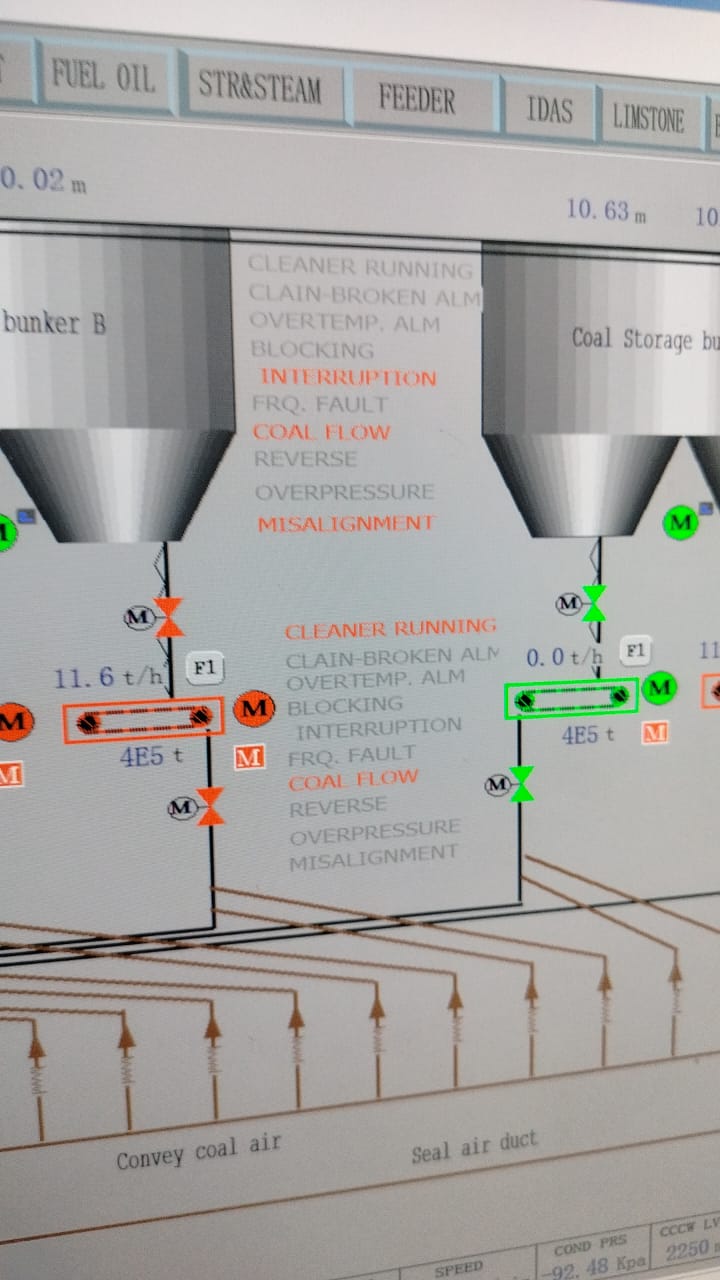 FUEL OIL
STR&STEAM
FEEDER
IDAS
LIMSTONE
0.02 m
10.63 m
10
CLEANER RUNNING
CLAIN-BROKEN ALM
OVERTEMP. ALM
BLOCKING
INTERRUPTION
FRQ. FAULT
COAL FLOW
REVERSE
OVERPRESSURE
MISALIGNMENT
bunker B
Coal Storage bu
M
M
M
M
CLEANER RUNNING
CLAIN-BROKEN ALM
OVERTEMP. ALM
BLOCKING
INTERRUPTION
FRQ. FAULT
COAL FLOW
REVERSE
OVERPRESSURE
MISALIGNMENT
11.6 t/h
F1
0.0 t/h
F1
11
M
M
M
4E5 t
M
4E5 t
M
M
M
M
Convey coal air
Seal air duct
SPEED
COND PRS
-92.48 Kpa
CCCW LV
2250